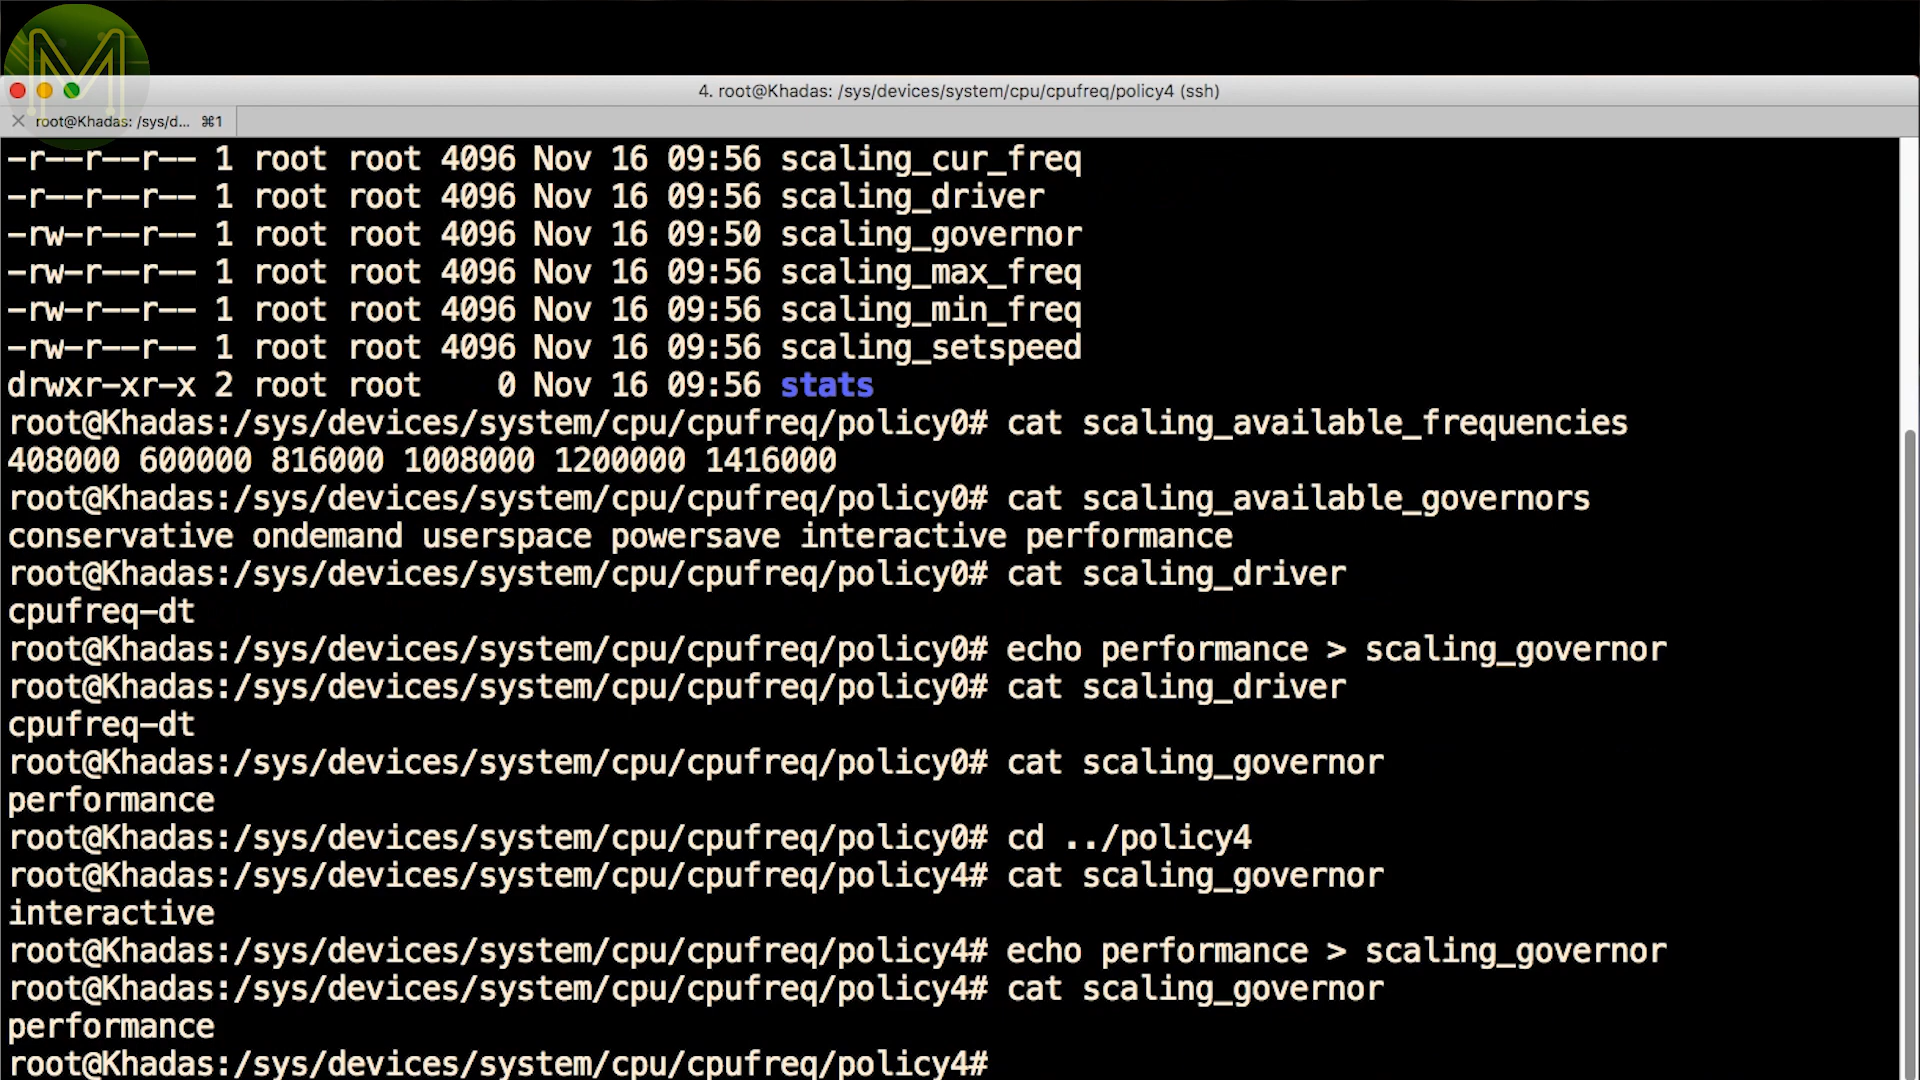 M
4. root@Khadas: /sys/devices/system/cpu/cpufreq/policy4 (ssh)
root@Khadas: /sys/d... ⌘1
-r--r--r-- 1 root root 4096 Nov 16 09:56 scaling_cur_freq
-r--r--r-- 1 root root 4096 Nov 16 09:56 scaling_driver
-rw-r--r-- 1 root root 4096 Nov 16 09:50 scaling_governor
-rw-r--r-- 1 root root 4096 Nov 16 09:56 scaling_max_freq
-rw-r--r-- 1 root root 4096 Nov 16 09:56 scaling_min_freq
-rw-r--r-- 1 root root 4096 Nov 16 09:56 scaling_setspeed
drwxr-xr-x 2 root root    0 Nov 16 09:56 stats
root@Khadas:/sys/devices/system/cpu/cpufreq/policy0# cat scaling_available_frequencies
408000 600000 816000 1008000 1200000 1416000
root@Khadas:/sys/devices/system/cpu/cpufreq/policy0# cat scaling_available_governors
conservative ondemand userspace powersave interactive performance
root@Khadas:/sys/devices/system/cpu/cpufreq/policy0# cat scaling_driver
cpufreq-dt
root@Khadas:/sys/devices/system/cpu/cpufreq/policy0# echo performance > scaling_governor
root@Khadas:/sys/devices/system/cpu/cpufreq/policy0# cat scaling_driver
cpufreq-dt
root@Khadas:/sys/devices/system/cpu/cpufreq/policy0# cat scaling_governor
performance
root@Khadas:/sys/devices/system/cpu/cpufreq/policy0# cd ../policy4
root@Khadas:/sys/devices/system/cpu/cpufreq/policy4# cat scaling_governor
interactive
root@Khadas:/sys/devices/system/cpu/cpufreq/policy4# echo performance > scaling_governor
root@Khadas:/sys/devices/system/cpu/cpufreq/policy4# cat scaling_governor
performance
root@Khadas:/sys/devices/system/cpu/cpufreq/policy4#